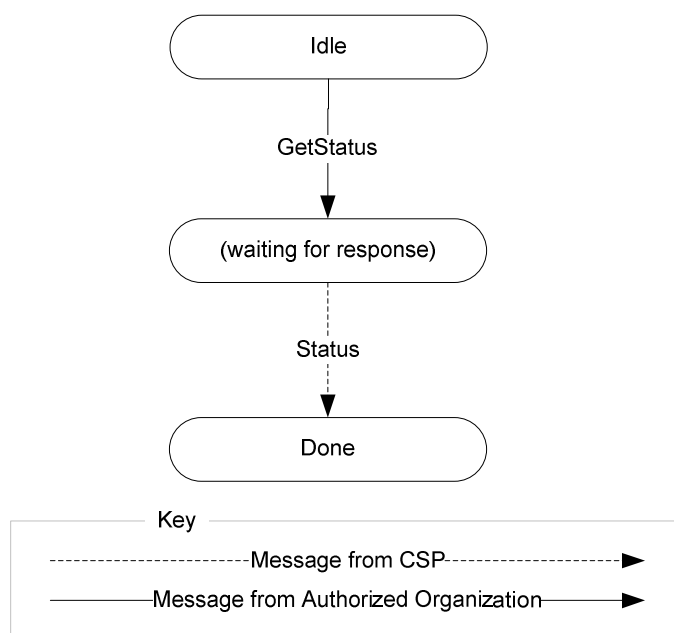 Idle
GetStatus
(waiting for response)
Status
Done
Key
Message from CSP
Message from Authorized Organization